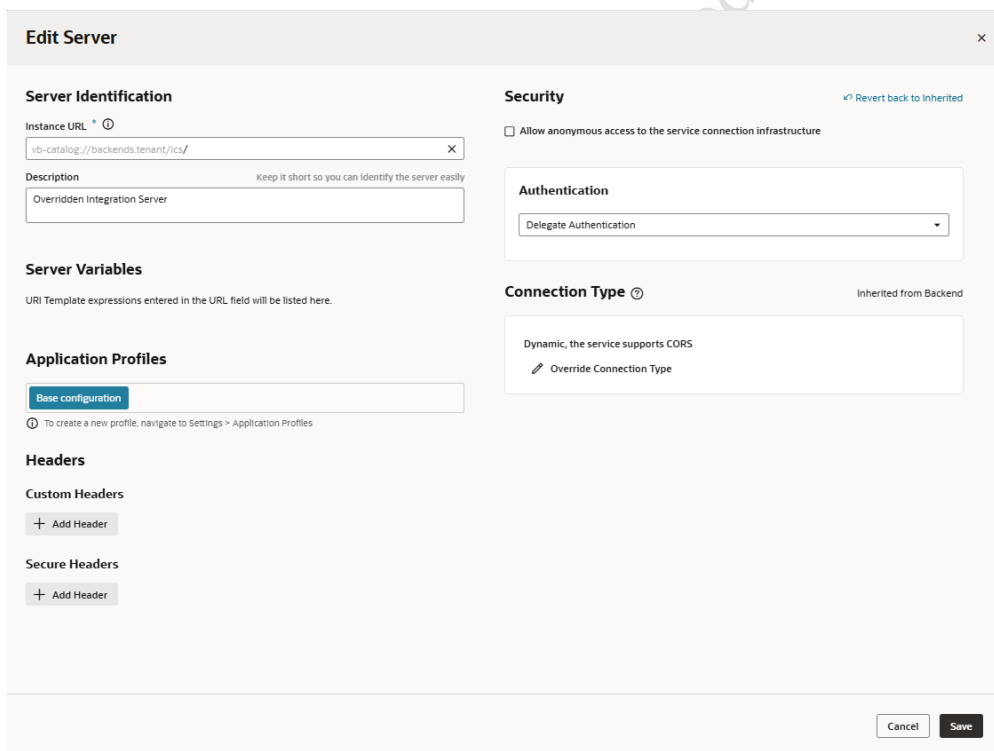 Edit Server
×
Server Identification
Instance URL *
vb-catalog://backends.tenant/ics/
Description Keep it short so you can identify the server easily
Overridden Integration Server
Server Variables
URI Template expressions entered in the URL field will be listed here.
Application Profiles
Base configuration
To create a new profile, navigate to Settings > Application Profiles
Headers
Custom Headers
+ Add Header
Secure Headers
+ Add Header
Security Revert back to Inherited
Allow anonymous access to the service connection infrastructure
Authentication
Delegate Authentication
Connection Type Inherited from Backend
Dynamic, the service supports CORS
Override Connection Type
Cancel Save